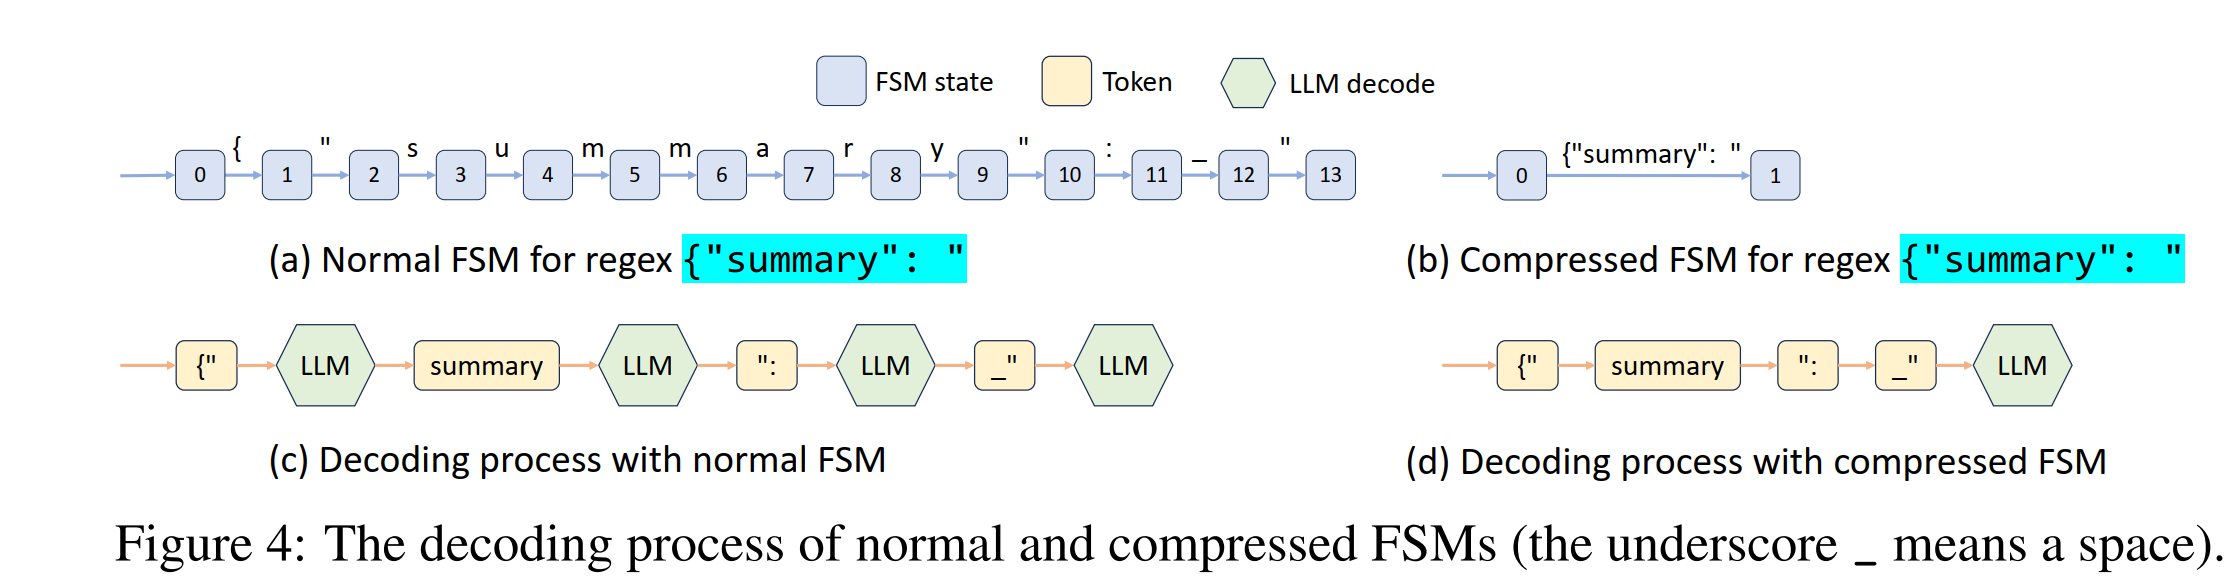 FSM state Token LLM decode
{ " s u m m a r y " : _ "
0 1 2 3 4 5 6 7 8 9 10 11 12 13
{"summary": "
0 1
(a) Normal FSM for regex {"summary": "
(b) Compressed FSM for regex {"summary": "
{" LLM summary LLM ": LLM _" LLM
{" summary ": _" LLM
(c) Decoding process with normal FSM
(d) Decoding process with compressed FSM
Figure 4: The decoding process of normal and compressed FSMs (the underscore _ means a space).